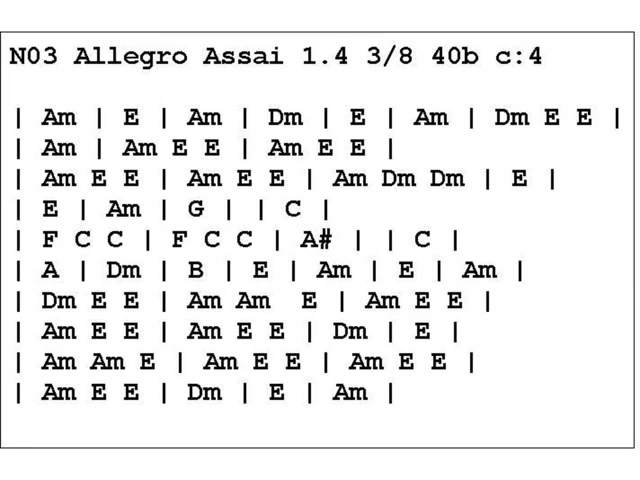 N03 Allegro Assai 1.4 3/8 40b c:4
| Am | E | Am | Dm | E | Am | Dm E E |
| Am | Am E E | Am E E |
| Am E E | Am E E | Am Dm Dm | E |
| E | Am | G | | C |
| F C C | F C C | A# | | C |
| A | Dm | B | E | Am | E | Am |
| Dm E E | Am Am  E | Am E E |
| Am E E | Am E E | Dm | E |
| Am Am E | Am E E | Am E E |
| Am E E | Dm | E | Am |